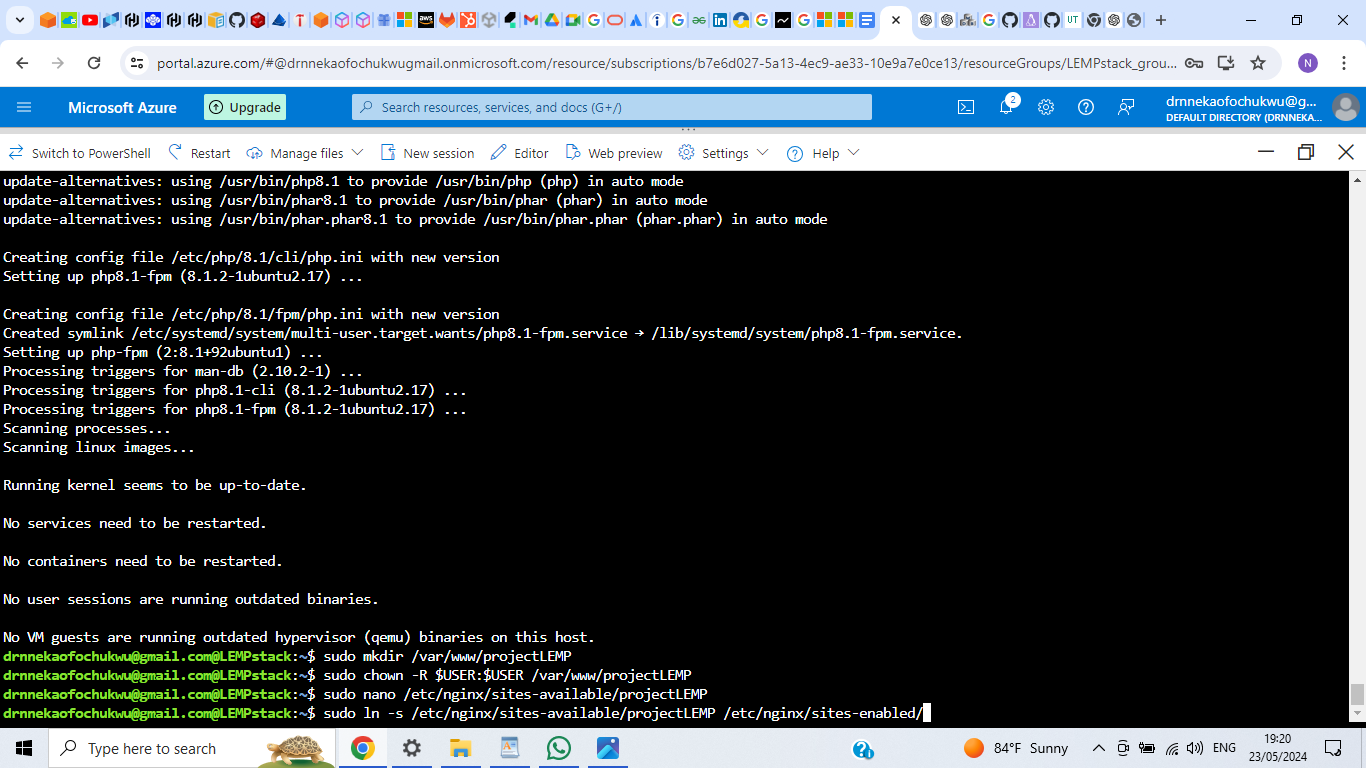 portal.azure.com/#@drnnekaofochukwugmail.onmicrosoft.com/resource/subscriptions/b7e6d027-5a13-4ec9-ae33-10e9a7e0ce13/resourceGroups/LEMPstack_grou...
N
Microsoft Azure
Upgrade
Search resources, services, and docs (G+/)
2
drnnekaofochukwu@g...
DEFAULT DIRECTORY (DRNNEKA...
Switch to PowerShell
Restart
Manage files
New session
Editor
Web preview
Settings
Help
update-alternatives: using /usr/bin/php8.1 to provide /usr/bin/php (php) in auto mode
update-alternatives: using /usr/bin/phar8.1 to provide /usr/bin/phar (phar) in auto mode
update-alternatives: using /usr/bin/phar.phar8.1 to provide /usr/bin/phar.phar (phar.phar) in auto mode
Creating config file /etc/php/8.1/cli/php.ini with new version
Setting up php8.1-fpm (8.1.2-1ubuntu2.17) ...
Creating config file /etc/php/8.1/fpm/php.ini with new version
Created symlink /etc/systemd/system/multi-user.target.wants/php8.1-fpm.service → /lib/systemd/system/php8.1-fpm.service.
Setting up php-fpm (2:8.1+92ubuntu1) ...
Processing triggers for man-db (2.10.2-1) ...
Processing triggers for php8.1-cli (8.1.2-1ubuntu2.17) ...
Processing triggers for php8.1-fpm (8.1.2-1ubuntu2.17) ...
Scanning processes...
Scanning linux images...
Running kernel seems to be up-to-date.
No services need to be restarted.
No containers need to be restarted.
No user sessions are running outdated binaries.
No VM guests are running outdated hypervisor (qemu) binaries on this host.
drnnekaofochukwu@gmail.com@LEMPstack:~$ sudo mkdir /var/www/projectLEMP
drnnekaofochukwu@gmail.com@LEMPstack:~$ sudo chown -R $USER:$USER /var/www/projectLEMP
drnnekaofochukwu@gmail.com@LEMPstack:~$ sudo nano /etc/nginx/sites-available/projectLEMP
drnnekaofochukwu@gmail.com@LEMPstack:~$ sudo ln -s /etc/nginx/sites-available/projectLEMP /etc/nginx/sites-enabled/
Type here to search
84°F Sunny
ENG
19:20
23/05/2024